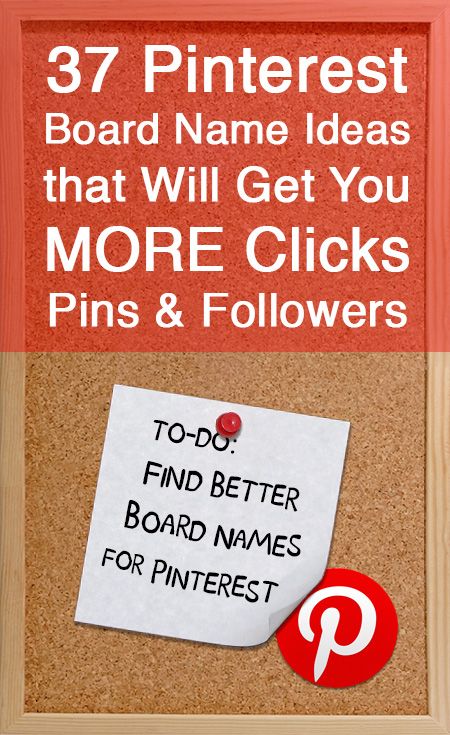 37 Pinterest
Board Name Ideas
that Will Get You
MORE Clicks
Pins & Followers
TO-DO:
FIND BETTER
BOARD NAMES
FOR PINTEREST